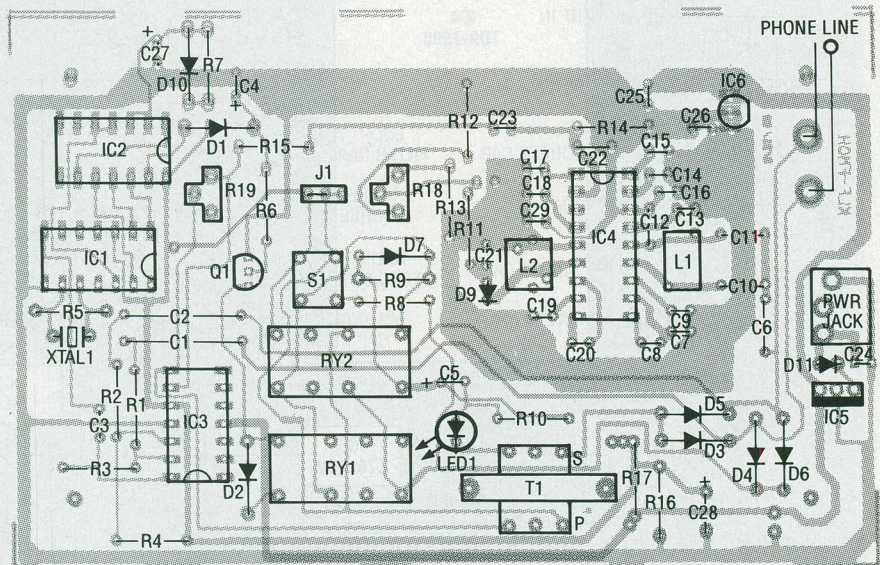 PHONE LINE
C27
R7
D10
C4
D1
R15
IC2
R12
C23
C25
IC6
C26
R14
C22
C15
C17
C14
C18
C16
R19
J1
R18
R13
R6
R11
C29
IC4
C12
C13
IC1
Q1
S1
D7
R9
R8
C21
L2
L1
C11
D9
C10
C19
C9
C7
C20
C8
C6
PWR
JACK
R5
C2
C1
XTAL1
RY2
C5
D11
C24
IC5
R2
R1
C3
IC3
R3
R4
D2
RY1
LED1
R10
S
T1
P
D5
D3
R17
R16
C28
D4
D6